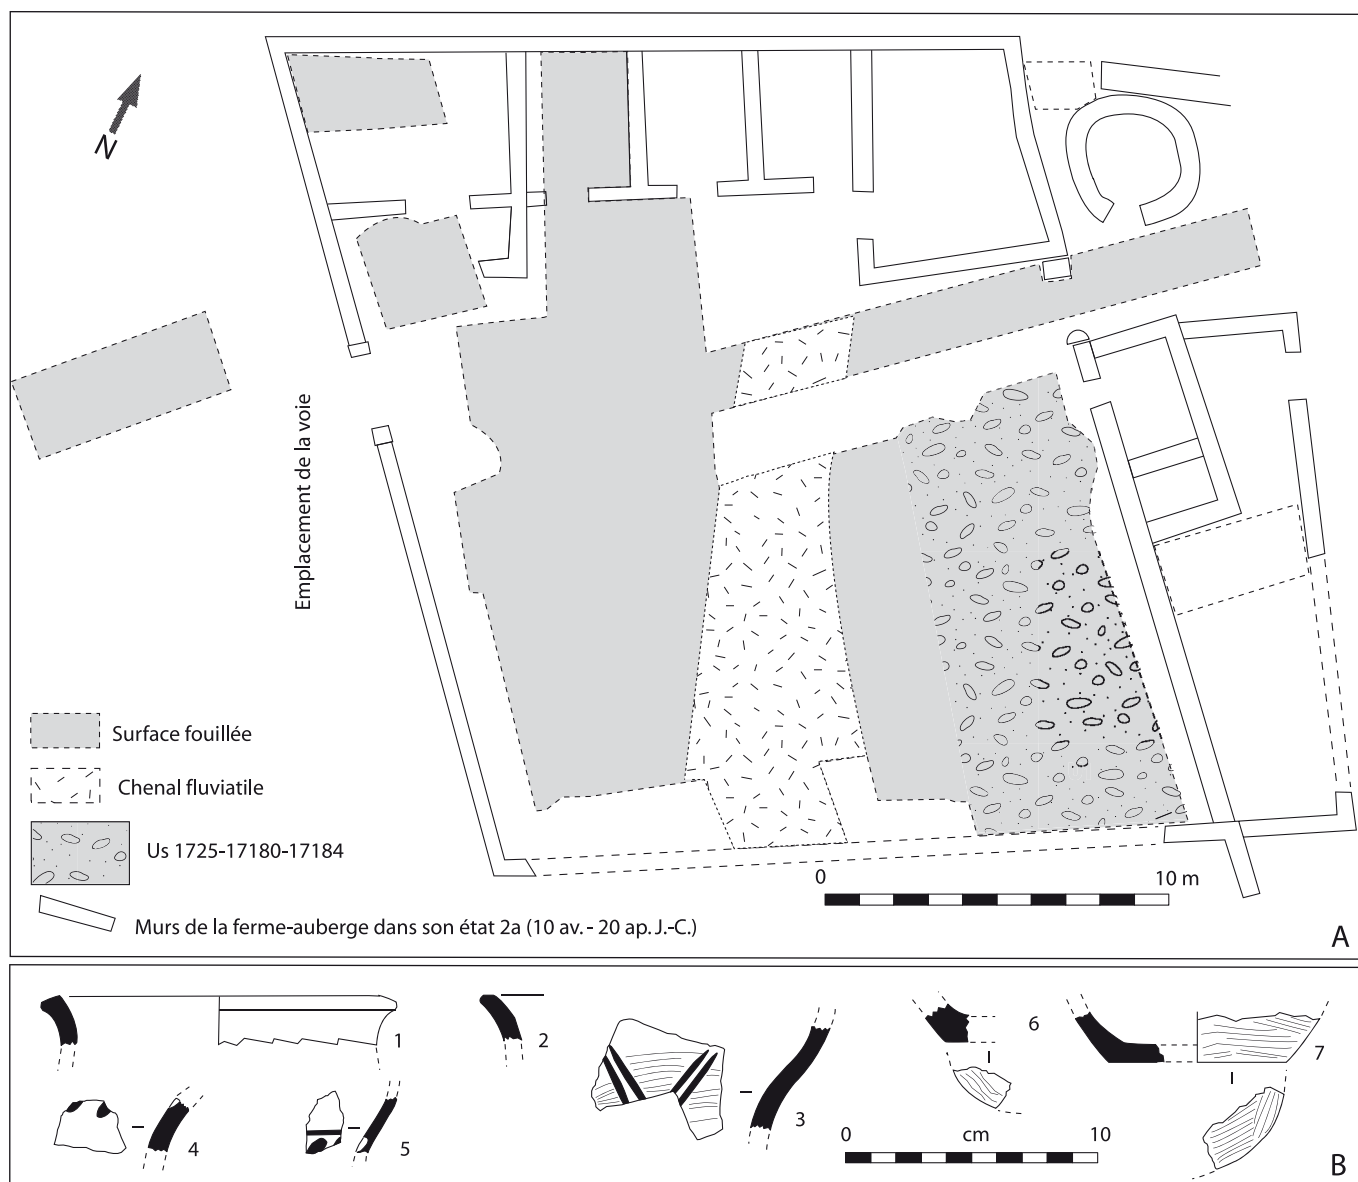 N
Emplacement de la voie
Surface fouillée
Chenal fluviatile
Us 1725-17180-17184
Murs de la ferme-auberge dans son état 2a (10 av. - 20 ap. J.-C.)
0 10 m
A
1
2
3
4
5
6
7
0 cm 10
B